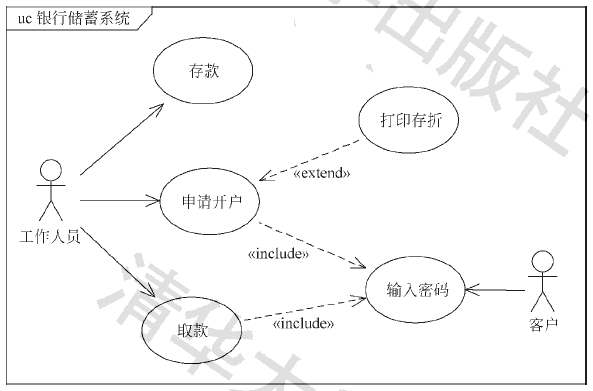 uc 银行储蓄系统
存款
打印存折
«extend»
申请开户
工作人员
«include»
输入密码
«include»
取款
客户
出版社
清华大